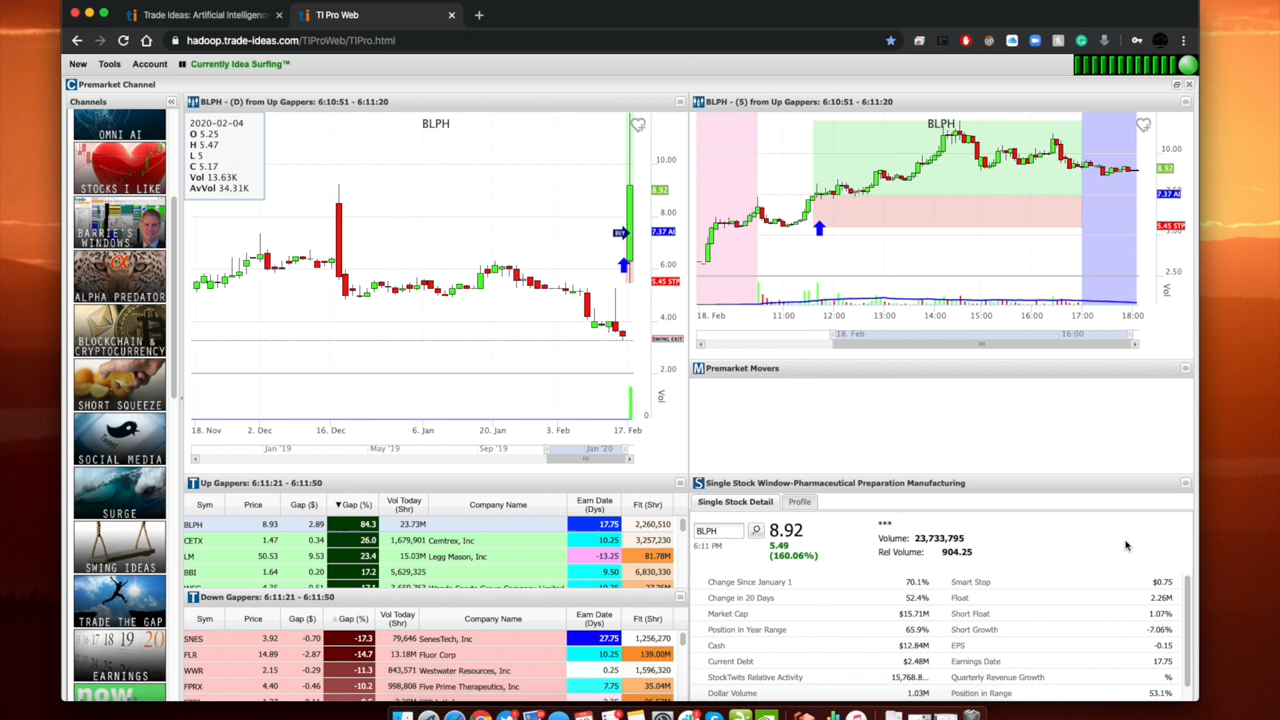 Trade Ideas: Artificial Intelligenc
TI Pro Web
hadoop.trade-ideas.com/TIProWeb/TIPro.html
New Tools Account Currently Idea Surfing™
Premarket Channel
Channels
OMNI AI
STOCKS I LIKE
BARRIE'S WINDOWS
ALPHA PREDATOR
BLOCKCHAIN & CRYPTOCURRENCY
SHORT SQUEEZE
SOCIAL MEDIA
SURGE
SWING IDEAS
TRADE THE GAP
EARNINGS
now.
BLPH - (D) from Up Gappers: 6:10:51 - 6:11:20
2020-02-04
O 5.25
H 5.47
L 5
C 5.17
Vol 13.63K
AvVol 34.31K
BLPH
10.00
8.92
8.00
BUY
7.37 AI
6.00
5.45 STP
4.00
SWING EXIT
2.00
Vol
0
18. Nov 2. Dec 16. Dec 6. Jan 20. Jan 3. Feb 17. Feb
Jan '19 May '19 Sep '19 Jan '20
BLPH - (5) from Up Gappers: 6:10:51 - 6:11:20
BLPH
10.00
8.92
7.37 AI
5.45 STP
2.50
Vol
18. Feb 11:00 12:00 13:00 14:00 15:00 16:00 17:00 18:00
18. Feb 16:00
Premarket Movers
Up Gappers: 6:11:21 - 6:11:50
Sym Price Gap ($) ▼Gap (%) Vol Today (Shr) Company Name Earn Date (Dys) Flt (Shr)
BLPH 8.93 2.89 84.3 23.73M 17.75 2,260,510
CETX 1.47 0.34 26.0 1,679,901 Cemtrex, Inc 10.25 3,257,230
LM 50.53 9.53 23.4 15.03M Legg Mason, Inc -13.25 81.78M
BBI 1.64 0.20 17.2 5,629,325 9.50 6,830,330
Down Gappers: 6:11:21 - 6:11:50
Sym Price Gap ($) Gap (%) Vol Today (Shr) Company Name Earn Date (Dys) Flt (Shr)
SNES 3.92 -0.70 -17.3 79,646 SenesTech, Inc 27.75 1,256,270
FLR 14.89 -2.87 -14.7 13.18M Fluor Corp 10.25 139.00M
WWR 2.15 -0.29 -11.3 843,571 Westwater Resources, Inc 0.25 1,596,320
FPRX 4.40 -0.46 -10.2 998,808 Five Prime Therapeutics, Inc 7.75 35.04M
Single Stock Window-Pharmaceutical Preparation Manufacturing
Single Stock Detail Profile
BLPH 8.92
6:11 PM 5.49
(160.06%)
***
Volume: 23,733,795
Rel Volume: 904.25
Change Since January 1 70.1% Smart Stop $0.75
Change in 20 Days 52.4% Float 2.26M
Market Cap $15.71M Short Float 1.07%
Position in Year Range 65.9% Short Growth -7.06%
Cash $12.84M EPS -0.15
Current Debt $2.48M Earnings Date 17.75
StockTwits Relative Activity 15,768.8... Quarterly Revenue Growth %
Dollar Volume 1.03M Position in Range 53.1%